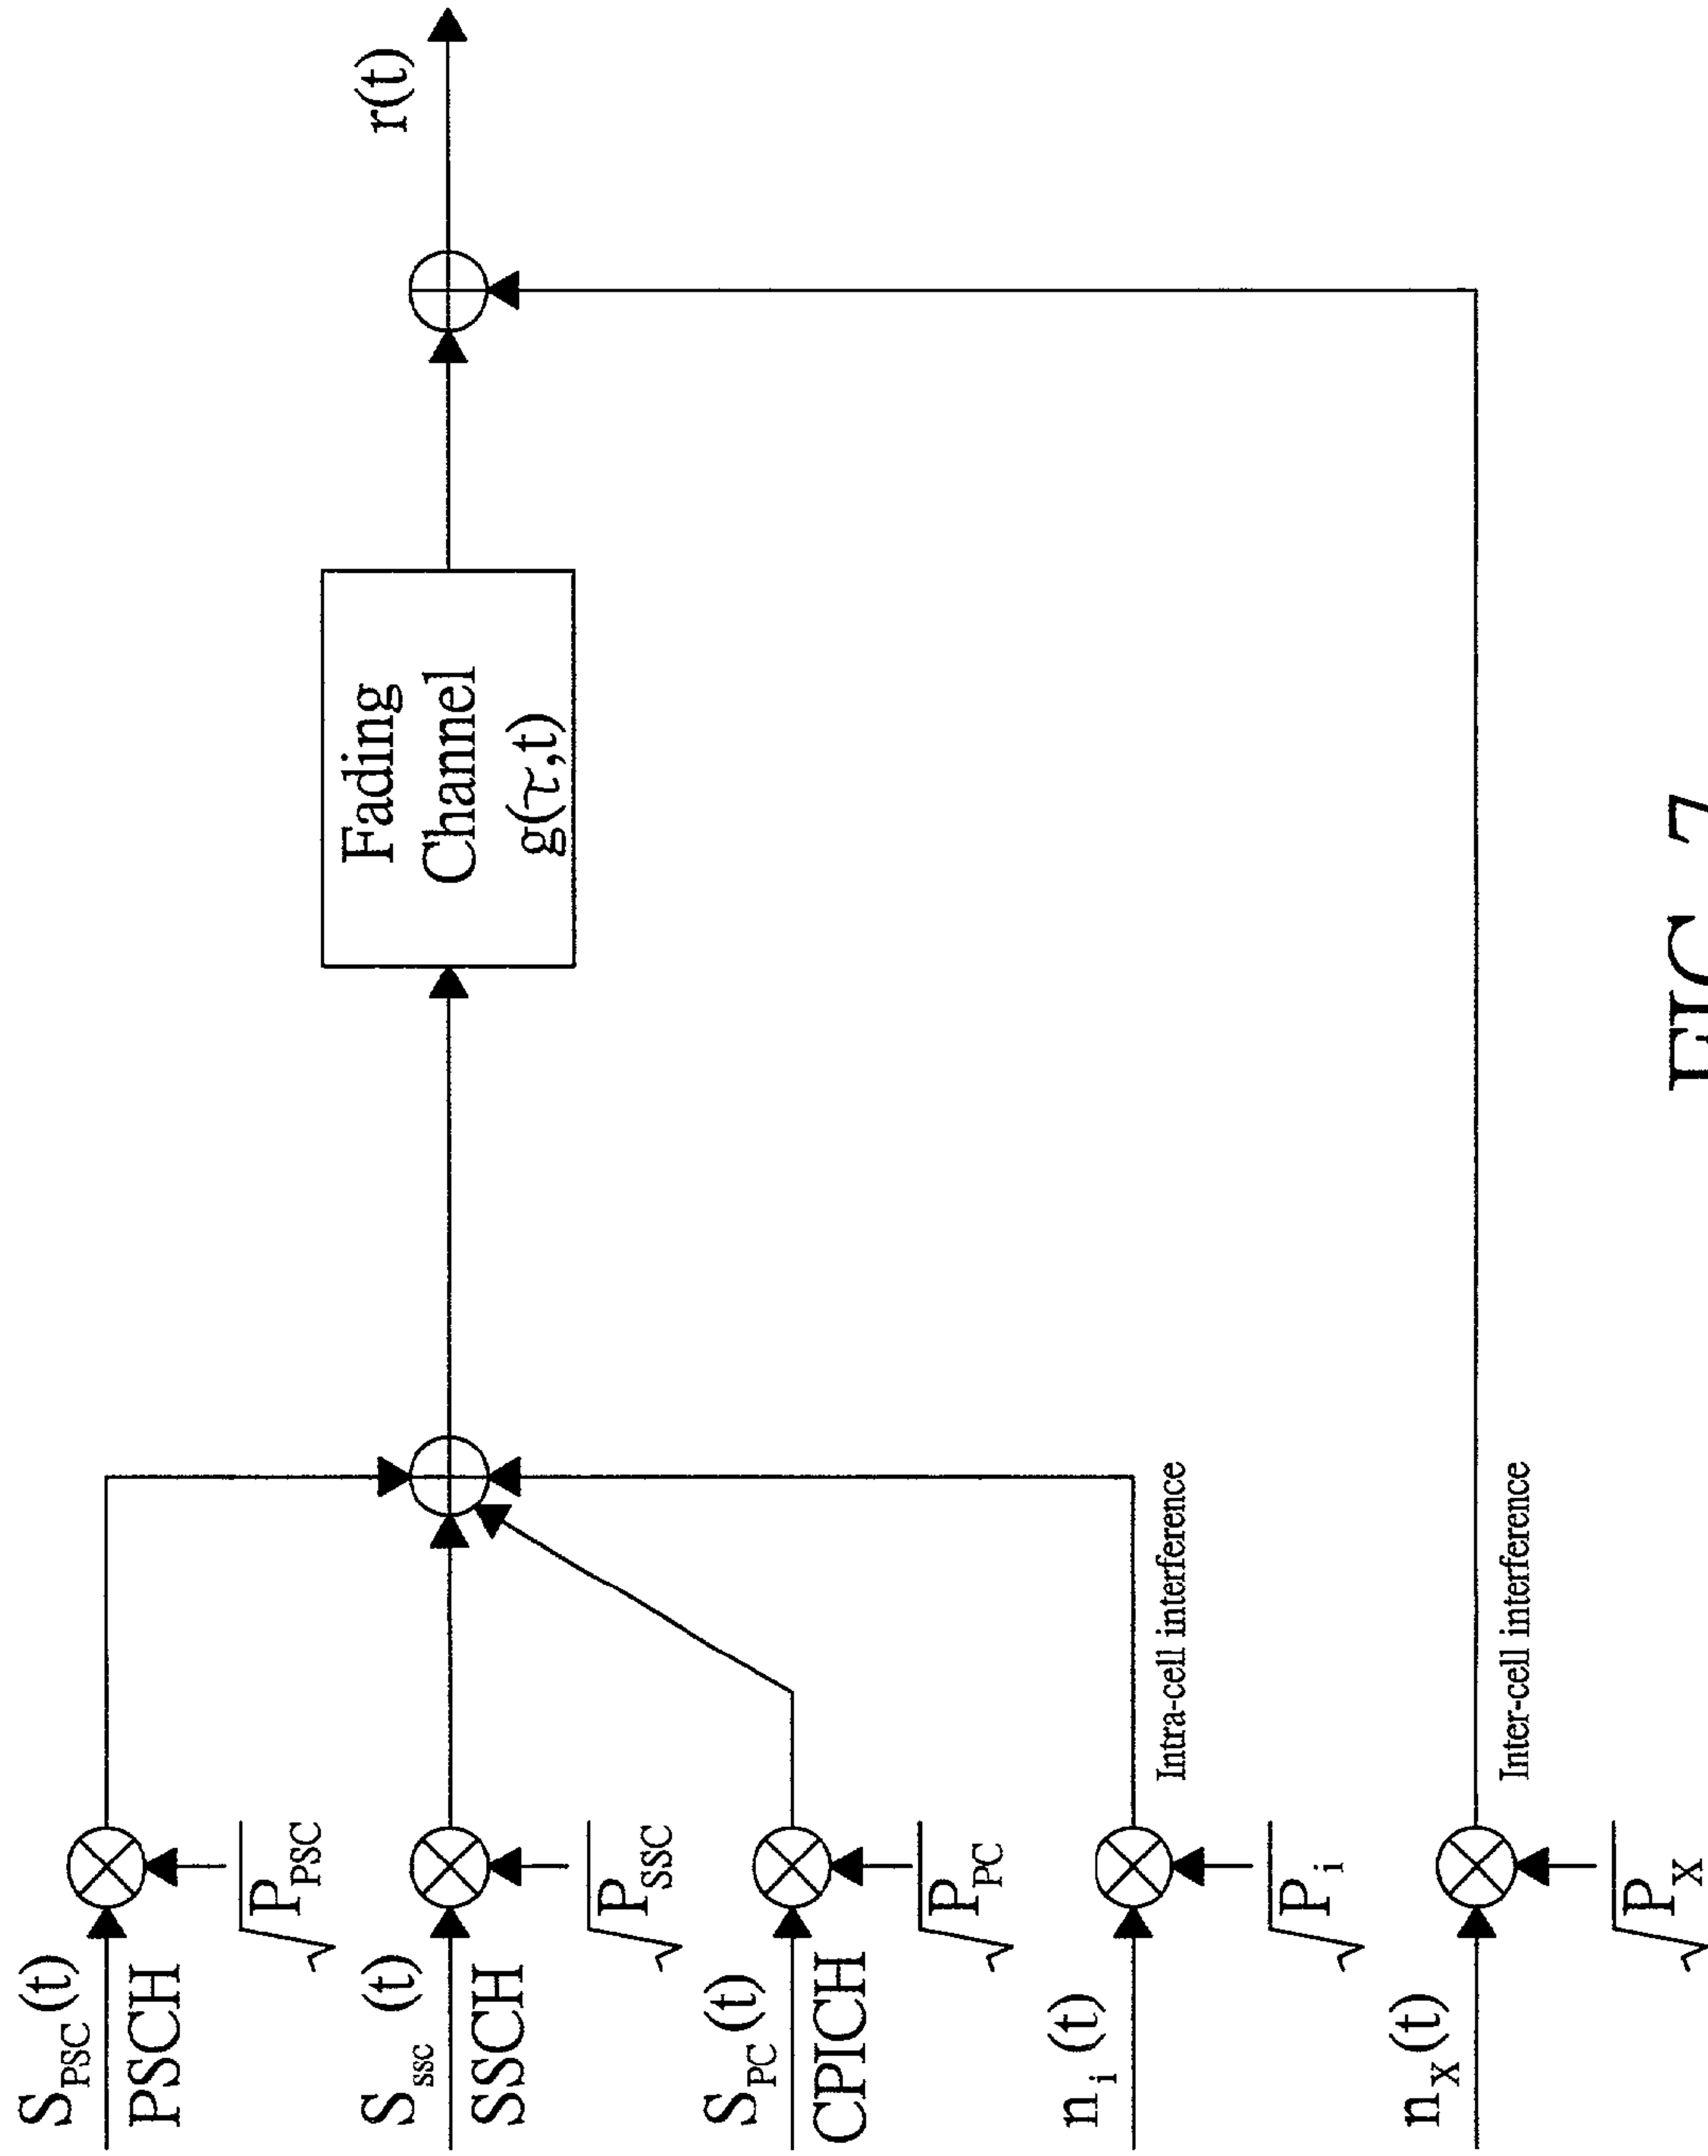 S_PSC(t)
PSCH
√P_PSC
S_ssc (t)
SSCH
√P_SSC
S_PC(t)
CPICH
√P_PC
n_i(t)
√P_i
Intra-cell interference
n_X(t)
√P_X
Inter-cell interference
Fading
Channel
g(τ,t)
r(t)
FIG. 7